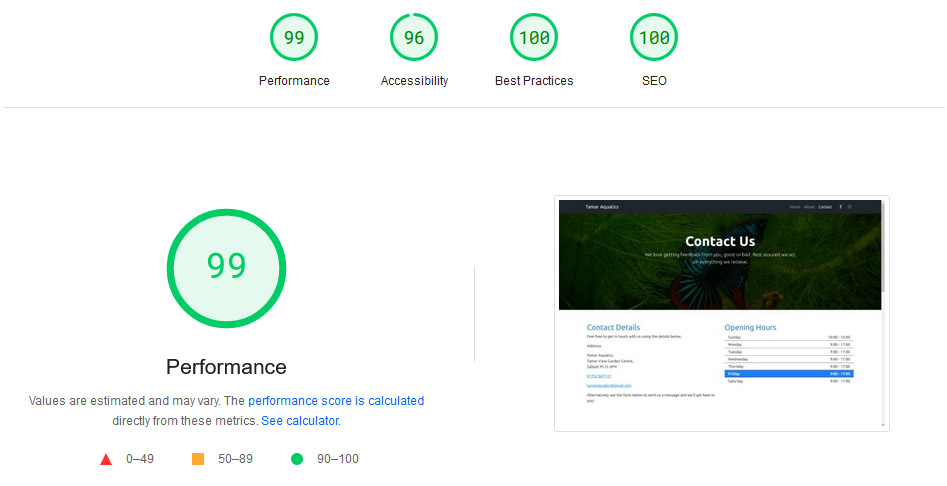 99
96
100
100
Performance
Accessibility
Best Practices
SEO
99
Performance
Values are estimated and may vary. The performance score is calculated
directly from these metrics. See calculator.
0–49
50–89
90–100
Tamar Aquatics
Home
About
Contact
Contact Us
We love getting feedback from you, good or bad. Rest assured we act
on everything we recieve.
Contact Details
Feel free to get in touch with us using the details below.
Address:
Tamar Aquatics,
Tamar View Garden Centre,
Saltash PL12 6PH
tamaraquatics@gmail.com
Alternatively use the form below to send us a message and we'll get back to
you!
Opening Hours
Sunday 10:00 - 16:00
Monday 9:00 - 17:00
Tuesday 9:00 - 17:00
Wednesday 9:00 - 17:00
Thursday 9:00 - 17:00
Friday 9:00 - 17:00
Saturday 9:00 - 17:00